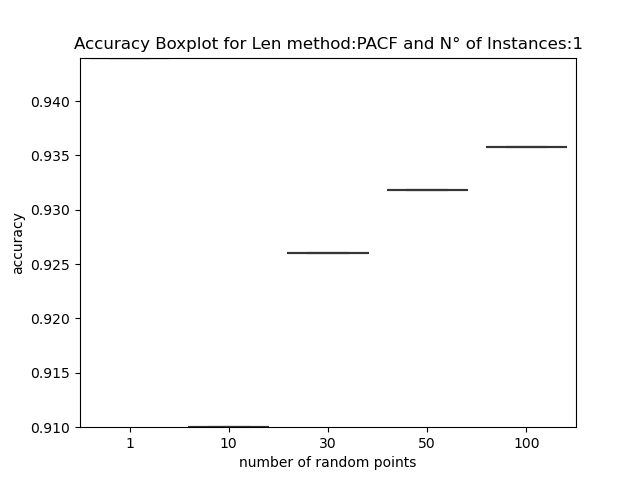 Accuracy Boxplot for Len method:PACF and N° of Instances:1
0.940
0.935
0.930
0.925
0.920
0.915
0.910
accuracy
1 10 30 50 100
number of random points